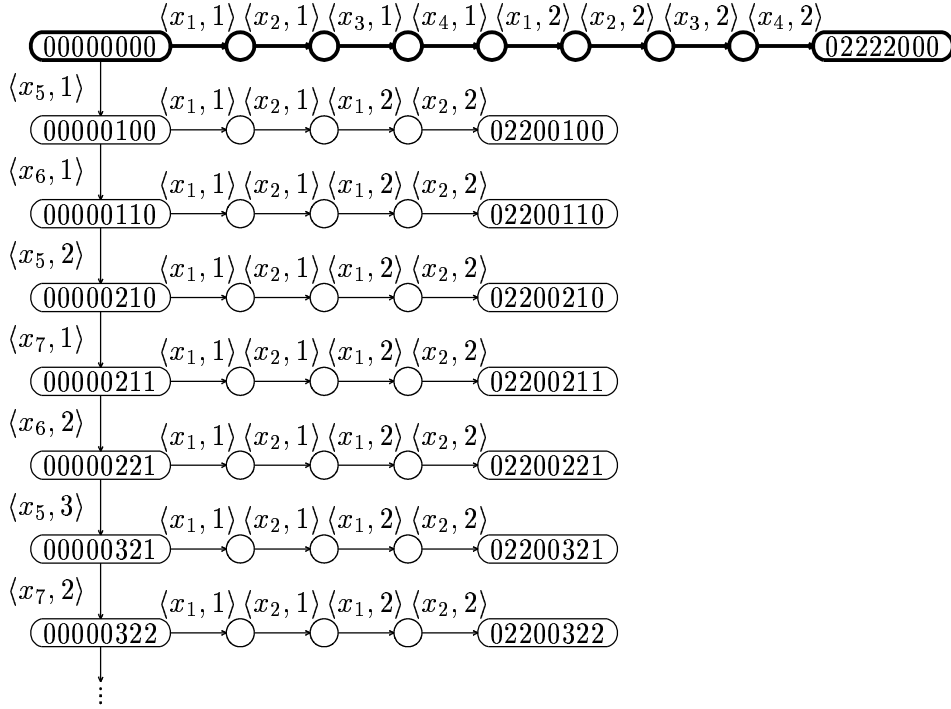 ⟨x₁, 1⟩ ⟨x₂, 1⟩ ⟨x₃, 1⟩ ⟨x₄, 1⟩ ⟨x₁, 2⟩ ⟨x₂, 2⟩ ⟨x₃, 2⟩ ⟨x₄, 2⟩
00000000 02222000
⟨x₅, 1⟩
⟨x₁, 1⟩ ⟨x₂, 1⟩ ⟨x₁, 2⟩ ⟨x₂, 2⟩
00000100 02200100
⟨x₆, 1⟩
⟨x₁, 1⟩ ⟨x₂, 1⟩ ⟨x₁, 2⟩ ⟨x₂, 2⟩
00000110 02200110
⟨x₅, 2⟩
⟨x₁, 1⟩ ⟨x₂, 1⟩ ⟨x₁, 2⟩ ⟨x₂, 2⟩
00000210 02200210
⟨x₇, 1⟩
⟨x₁, 1⟩ ⟨x₂, 1⟩ ⟨x₁, 2⟩ ⟨x₂, 2⟩
00000211 02200211
⟨x₆, 2⟩
⟨x₁, 1⟩ ⟨x₂, 1⟩ ⟨x₁, 2⟩ ⟨x₂, 2⟩
00000221 02200221
⟨x₅, 3⟩
⟨x₁, 1⟩ ⟨x₂, 1⟩ ⟨x₁, 2⟩ ⟨x₂, 2⟩
00000321 02200321
⟨x₇, 2⟩
⟨x₁, 1⟩ ⟨x₂, 1⟩ ⟨x₁, 2⟩ ⟨x₂, 2⟩
00000322 02200322
⋮